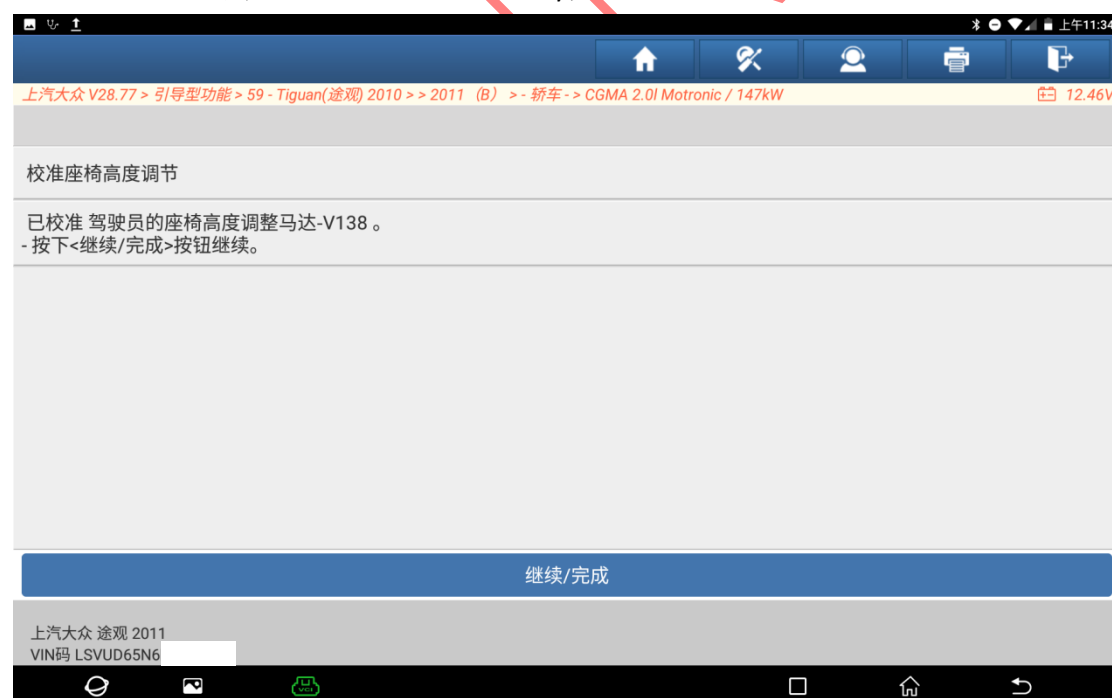 上午11:34
上汽大众 V28.77 > 引导型功能 > 59 - Tiguan(途观) 2010 > > 2011（B）> - 轿车 - > CGMA 2.0l Motronic / 147kW 12.46V
校准座椅高度调节
已校准 驾驶员的座椅高度调整马达-V138 。
- 按下<继续/完成>按钮继续。
继续/完成
上汽大众 途观 2011
VIN码 LSVUD65N6
VCI